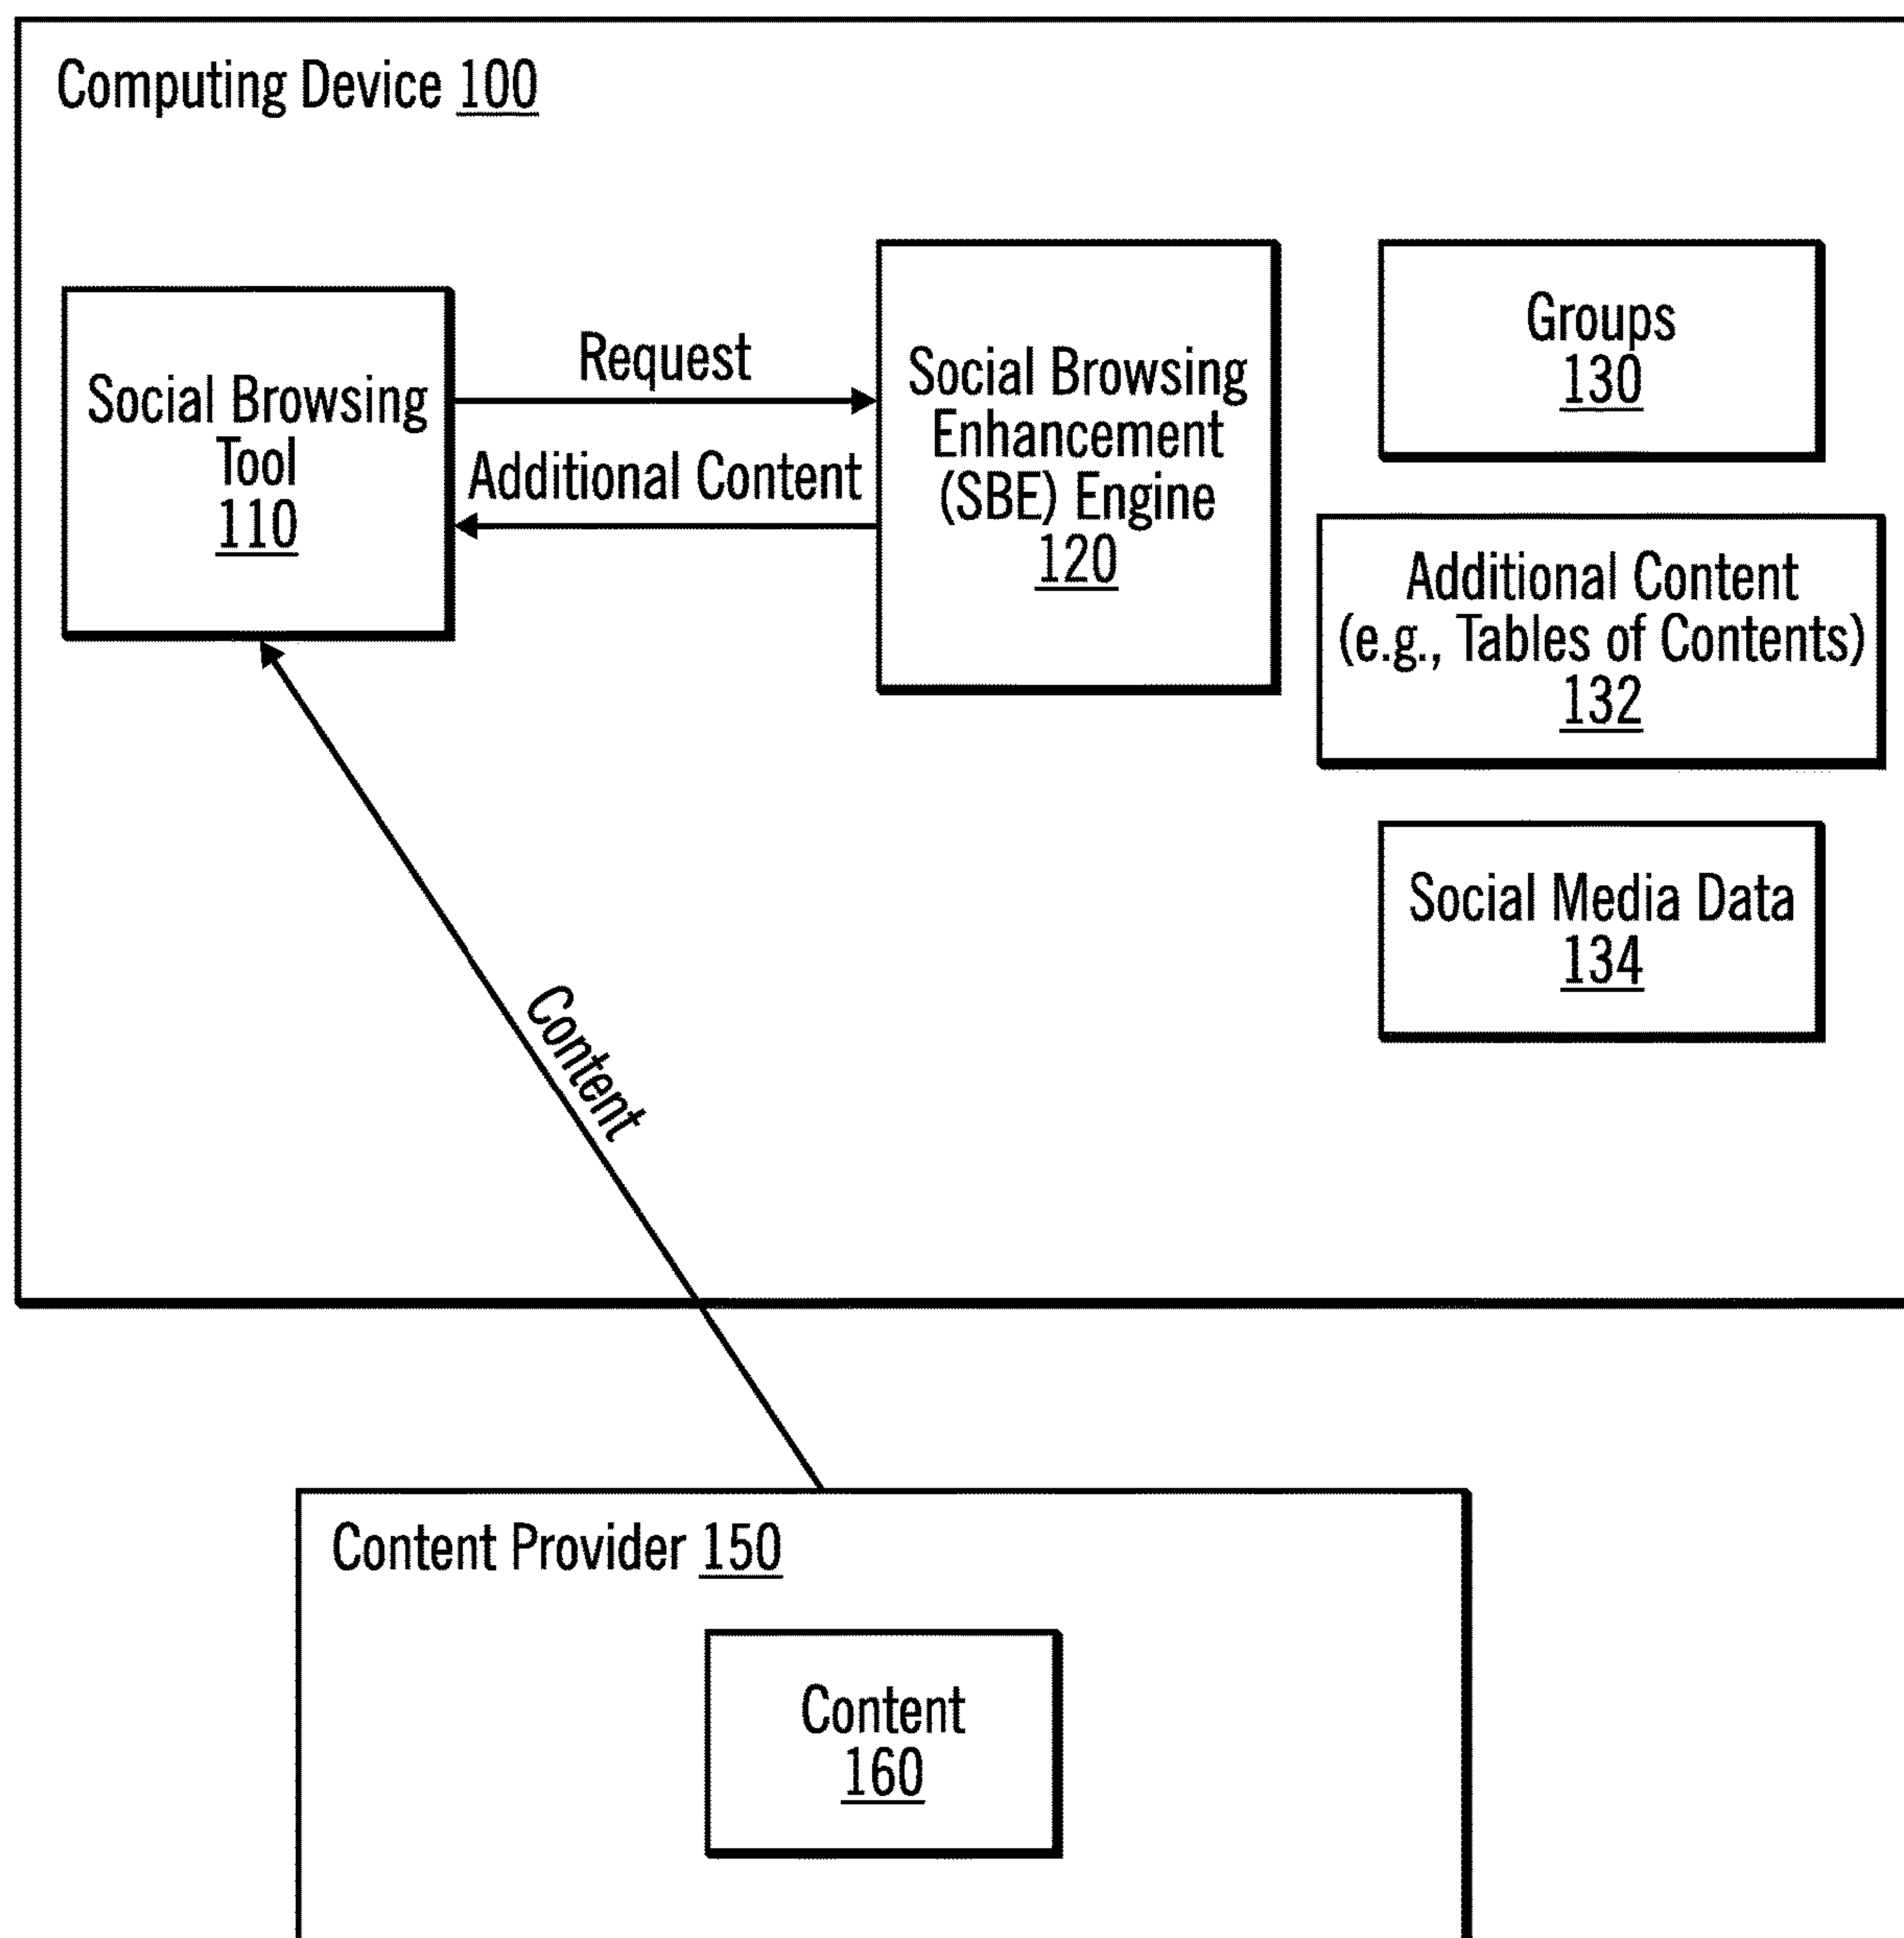 Computing Device 100
Social Browsing
Tool
110
Request
Additional Content
Social Browsing
Enhancement
(SBE) Engine
120
Groups
130
Additional Content
(e.g., Tables of Contents)
132
Social Media Data
134
Content
Content Provider 150
Content
160